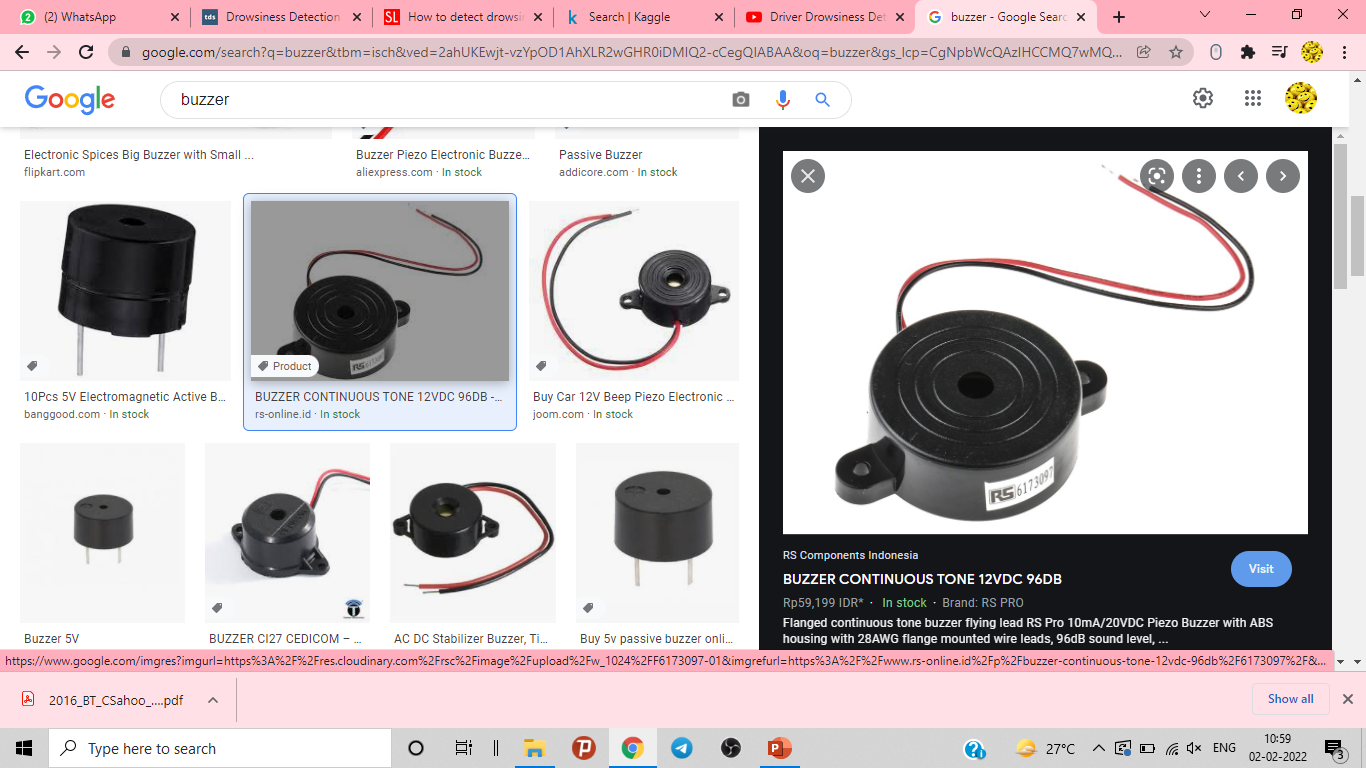 (2) WhatsApp
tds
Drowsiness Detection
SL
How to detect drowsin
k
Search | Kaggle
Driver Drowsiness Det
buzzer - Google Searc
google.com/search?q=buzzer&tbm=isch&ved=2ahUKEwjt-vzYpOD1AhXLR2wGHR0iDMIQ2-cCegQIABAA&oq=buzzer&gs_lcp=CgNpbWcQAzIHCCMQ7wMQ...
Google
buzzer
Electronic Spices Big Buzzer with Small ...
flipkart.com
Buzzer Piezo Electronic Buzze...
aliexpress.com · In stock
Passive Buzzer
addicore.com · In stock
Product
10Pcs 5V Electromagnetic Active B...
banggood.com · In stock
BUZZER CONTINUOUS TONE 12VDC 96DB -...
rs-online.id · In stock
Buy Car 12V Beep Piezo Electronic ...
joom.com · In stock
Buzzer 5V
BUZZER CI27 CEDICOM – ...
AC DC Stabilizer Buzzer, Ti...
Buy 5v passive buzzer onli...
RS 6173097
RS Components Indonesia
BUZZER CONTINUOUS TONE 12VDC 96DB
Visit
Rp59,199 IDR* · In stock · Brand: RS PRO
Flanged continuous tone buzzer flying lead RS Pro 10mA/20VDC Piezo Buzzer with ABS
housing with 28AWG flange mounted wire leads, 96dB sound level, ...
https://www.google.com/imgres?imgurl=https%3A%2F%2Fres.cloudinary.com%2Frsc%2Fimage%2Fupload%2Fw_1024%2FF6173097-01&imgrefurl=https%3A%2F%2Fwww.rs-online.id%2Fp%2Fbuzzer-continuous-tone-12vdc-96db%2F6173097%2F&...
2016_BT_CSahoo_....pdf
Show all
Type here to search
27°C
ENG
10:59
02-02-2022
3